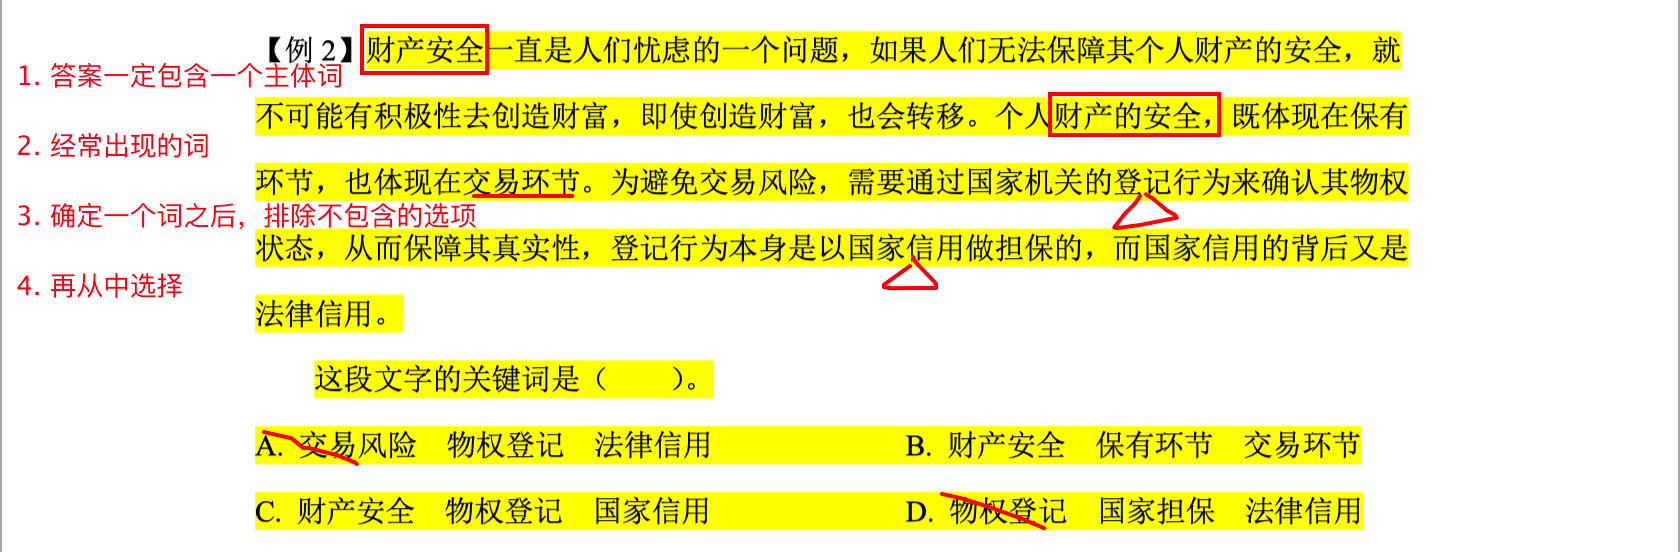 【例 2】财产安全一直是人们忧虑的一个问题，如果人们无法保障其个人财产的安全，就
1. 答案一定包含一个主体词
不可能有积极性去创造财富，即使创造财富，也会转移。个人财产的安全，既体现在保有
2. 经常出现的词
环节，也体现在交易环节。为避免交易风险，需要通过国家机关的登记行为来确认其物权
3. 确定一个词之后，排除不包含的选项
状态，从而保障其真实性，登记行为本身是以国家信用做担保的，而国家信用的背后又是
4. 再从中选择
法律信用。
这段文字的关键词是（　　）。
A. 交易风险　物权登记　法律信用　B. 财产安全　保有环节　交易环节
C. 财产安全　物权登记　国家信用　D. 物权登记　国家担保　法律信用